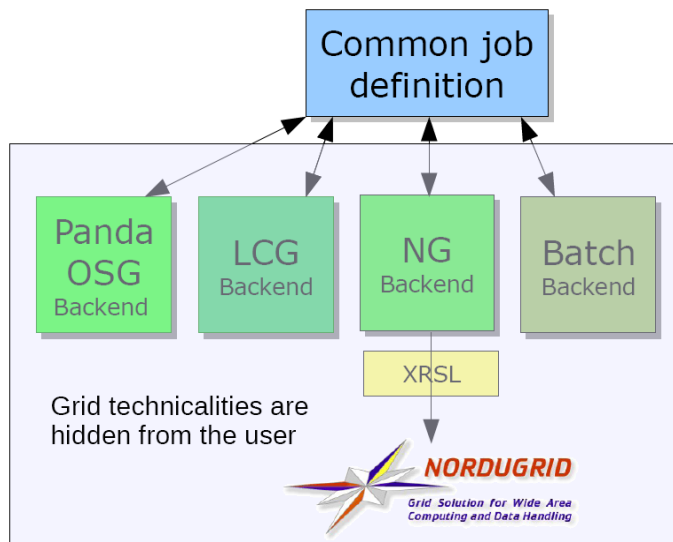 Common job
definition
Panda
OSG
Backend
LCG
Backend
NG
Backend
Batch
Backend
XRSL
Grid technicalities are
hidden from the user
NORDUGRID
Grid Solution for Wide Area
Computing and Data Handling